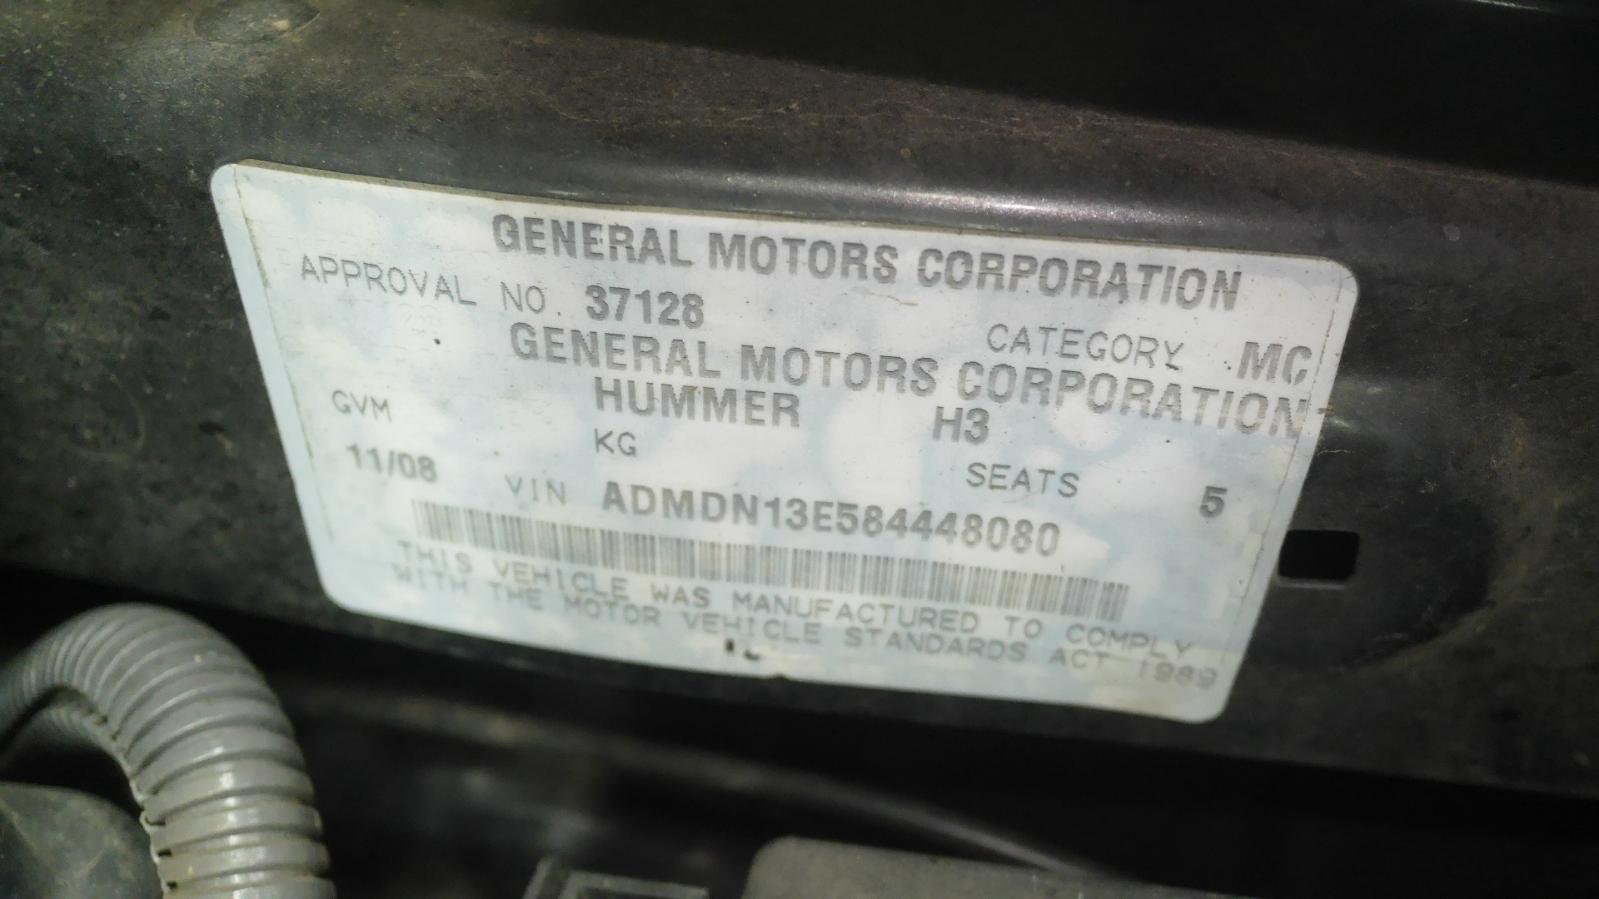 GENERAL MOTORS CORPORATION
APPROVAL NO. 37128 CATEGORY MC
GENERAL MOTORS CORPORATION
HUMMER H3
GVM KG SEATS 5
11/08 VIN ADMDN13E584448080
THIS VEHICLE WAS MANUFACTURED TO COMPLY
WITH THE MOTOR VEHICLE STANDARDS ACT 1989